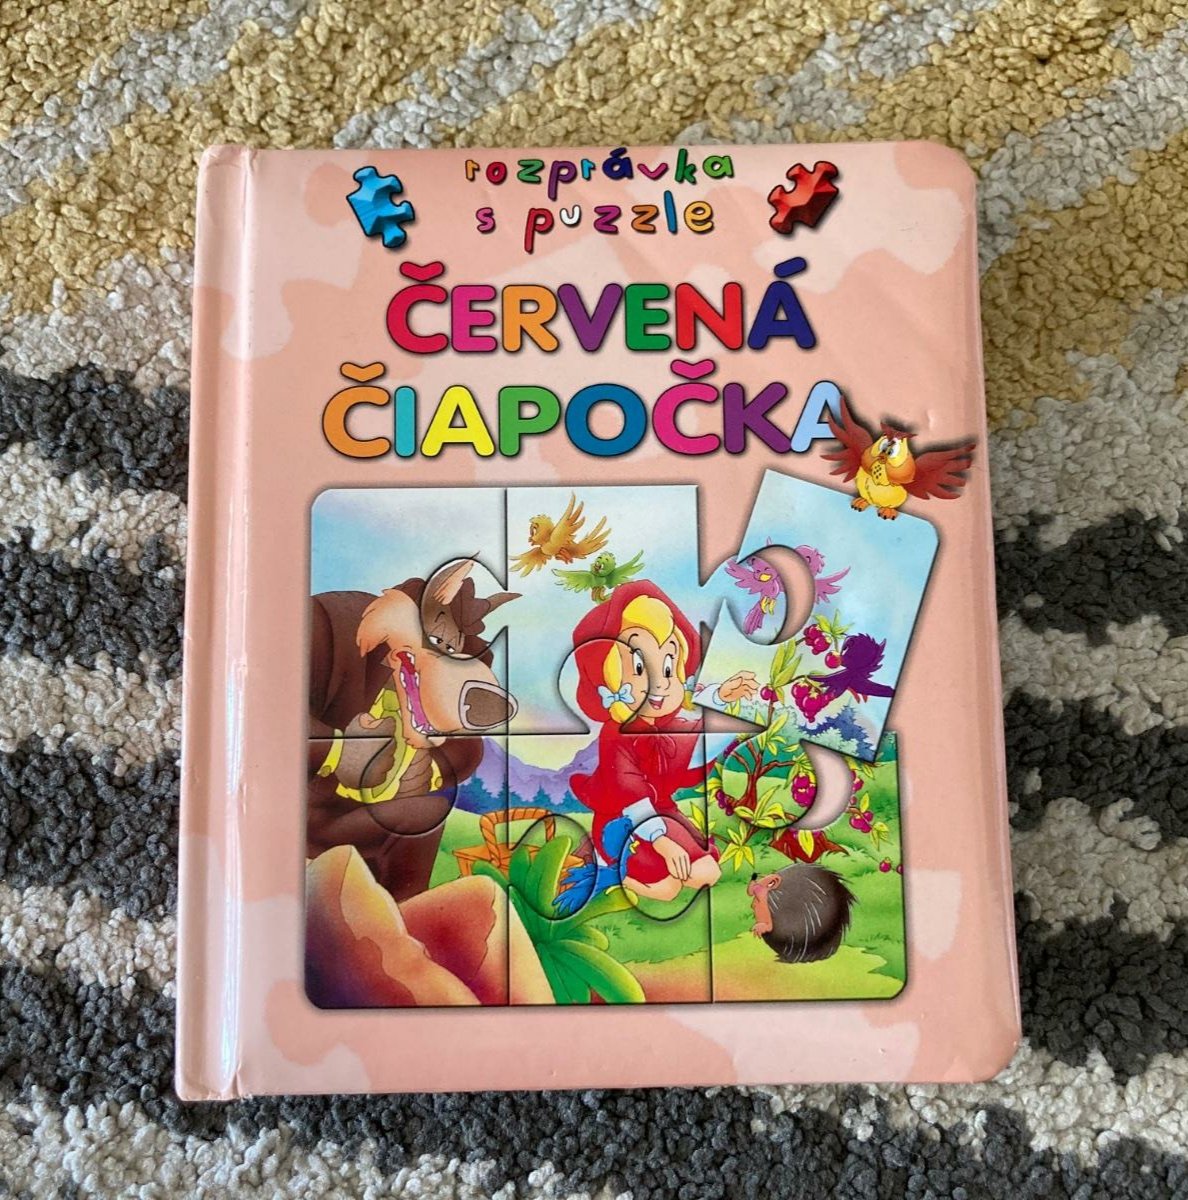 rozprávka
s puzzle
ČERVENÁ
ČIAPOČKA